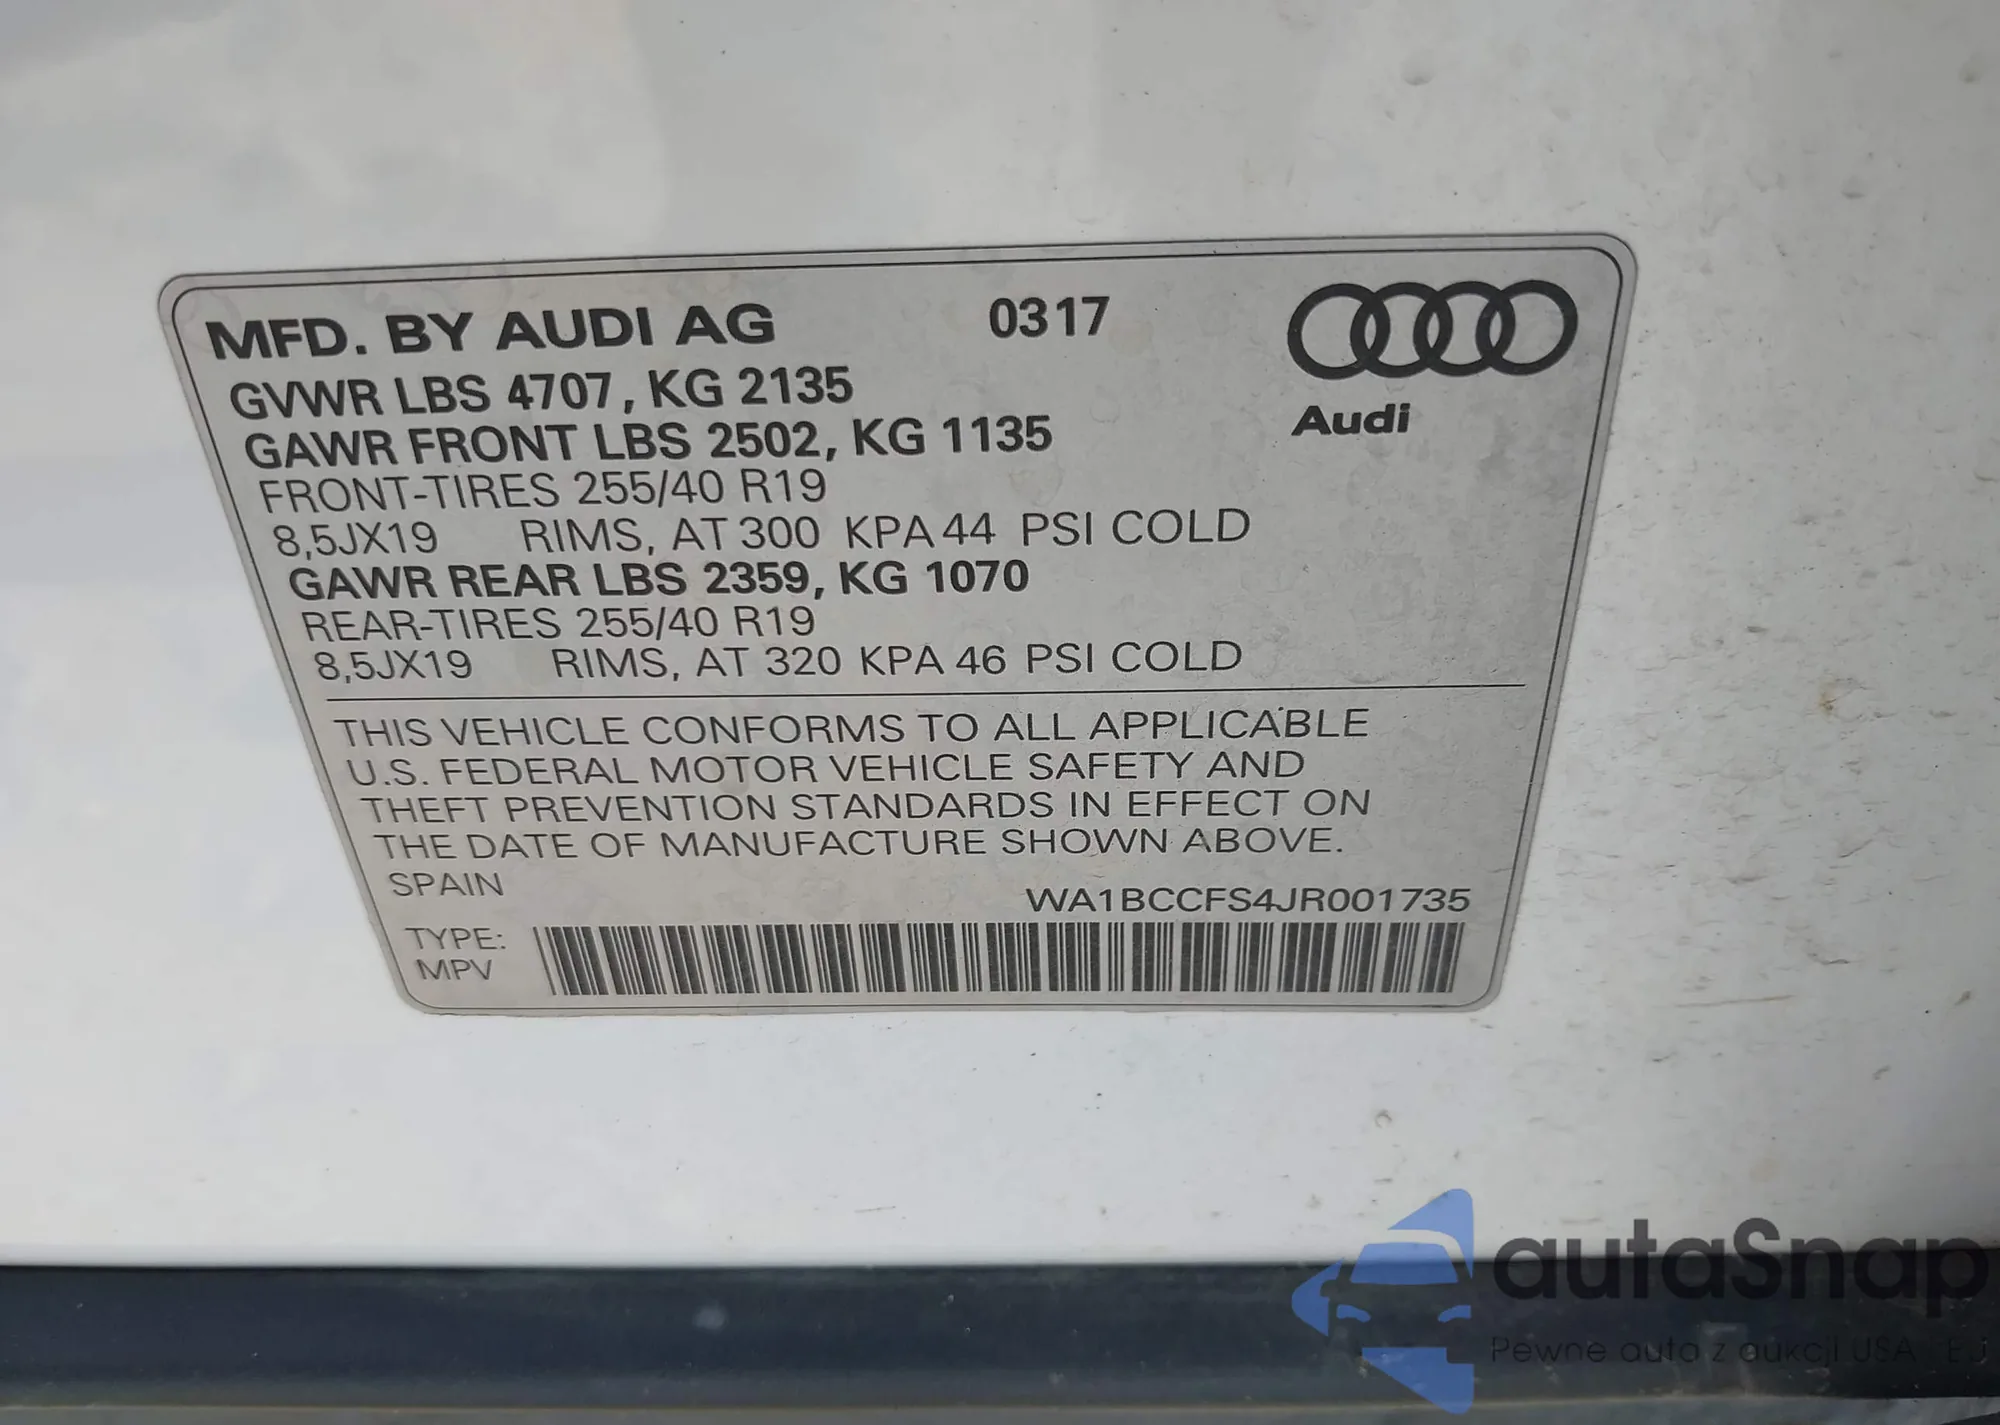 MFD. BY AUDI AG 0317
GVWR LBS 4707, KG 2135
Audi
GAWR FRONT LBS 2502, KG 1135
FRONT-TIRES 255/40 R19
8,5JX19 RIMS, AT 300 KPA 44 PSI COLD
GAWR REAR LBS 2359, KG 1070
REAR-TIRES 255/40 R19
8,5JX19 RIMS, AT 320 KPA 46 PSI COLD
THIS VEHICLE CONFORMS TO ALL APPLICABLE
U.S. FEDERAL MOTOR VEHICLE SAFETY AND
THEFT PREVENTION STANDARDS IN EFFECT ON
THE DATE OF MANUFACTURE SHOWN ABOVE.
SPAIN
WA1BCCFS4JR001735
TYPE:
MPV
autaSnap
Pewne auta z aukcji USA